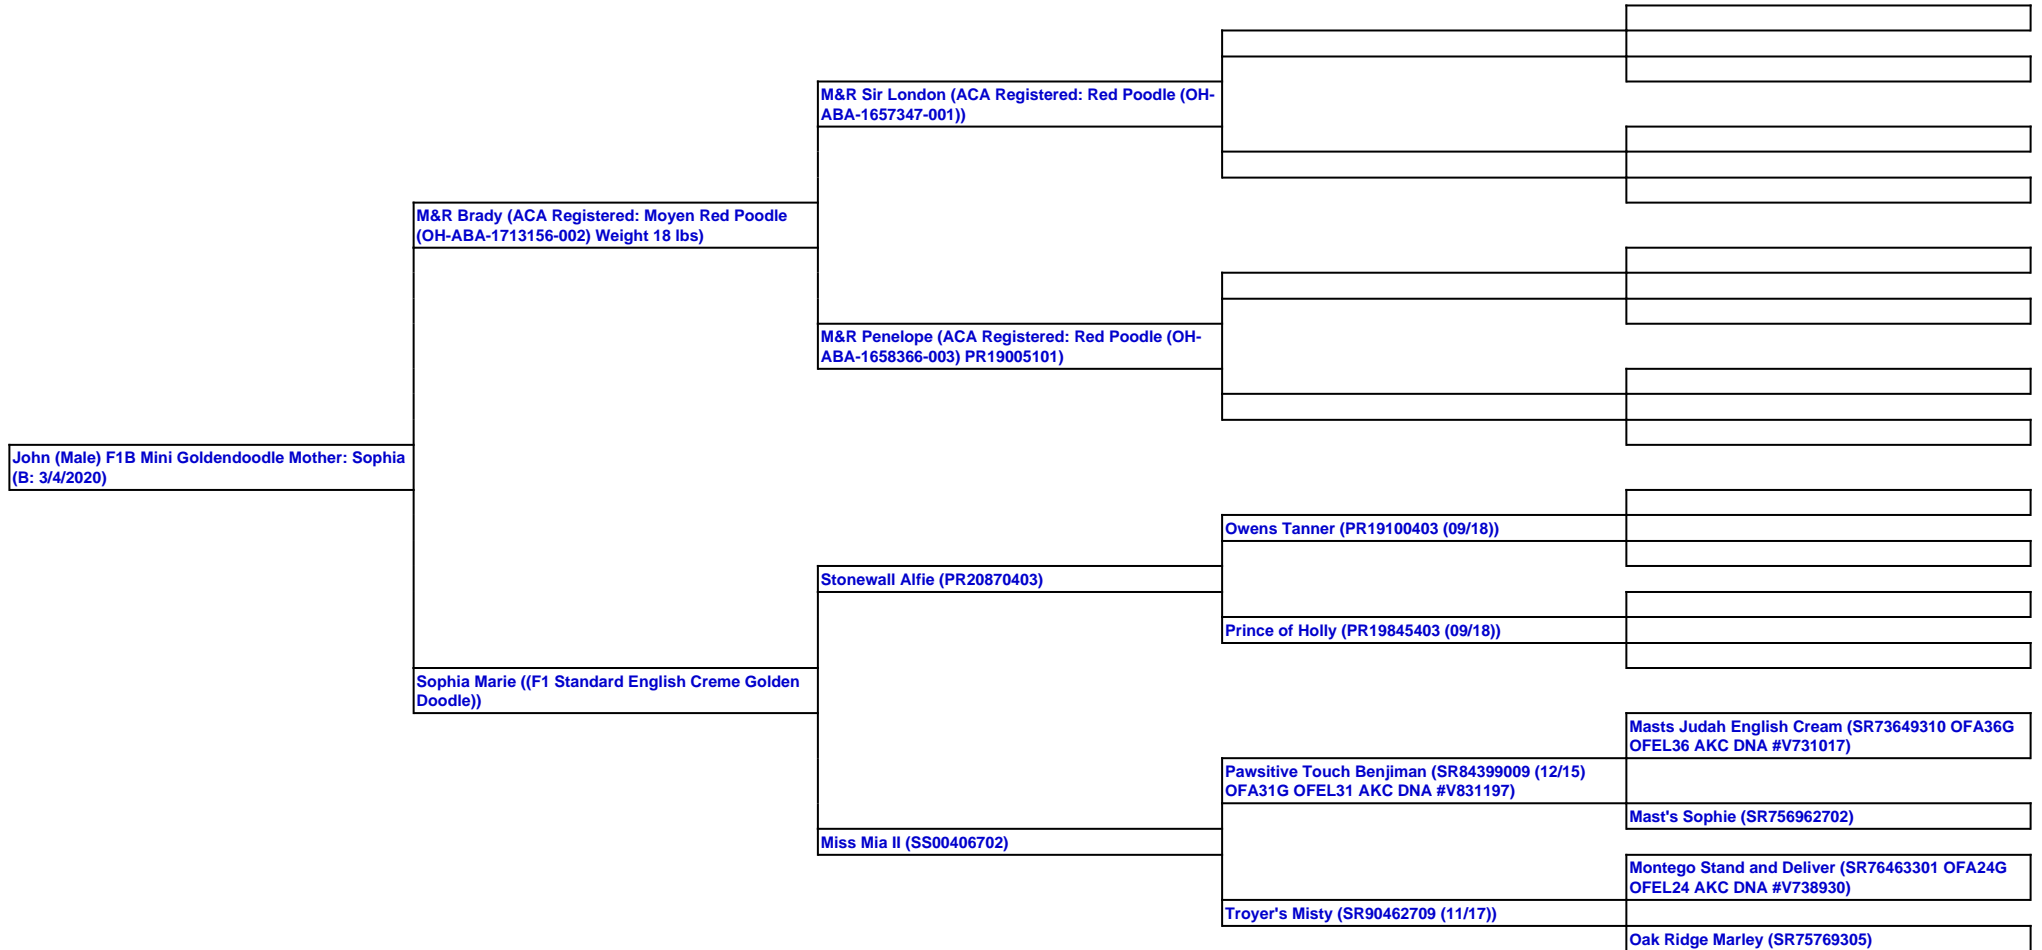 M&R Sir London (ACA Registered: Red Poodle (OH-
ABA-1657347-001))
M&R Brady (ACA Registered: Moyen Red Poodle
(OH-ABA-1713156-002) Weight 18 lbs)
M&R Penelope (ACA Registered: Red Poodle (OH-
ABA-1658366-003) PR19005101)
John (Male) F1B Mini Goldendoodle Mother: Sophia
(B: 3/4/2020)
Owens Tanner (PR19100403 (09/18))
Stonewall Alfie (PR20870403)
Prince of Holly (PR19845403 (09/18))
Sophia Marie ((F1 Standard English Creme Golden
Doodle))
Masts Judah English Cream (SR73649310 OFA36G
OFEL36 AKC DNA #V731017)
Pawsitive Touch Benjiman (SR84399009 (12/15)
OFA31G OFEL31 AKC DNA #V831197)
Mast's Sophie (SR756962702)
Miss Mia II (SS00406702)
Montego Stand and Deliver (SR76463301 OFA24G
OFEL24 AKC DNA #V738930)
Troyer's Misty (SR90462709 (11/17))
Oak Ridge Marley (SR75769305)